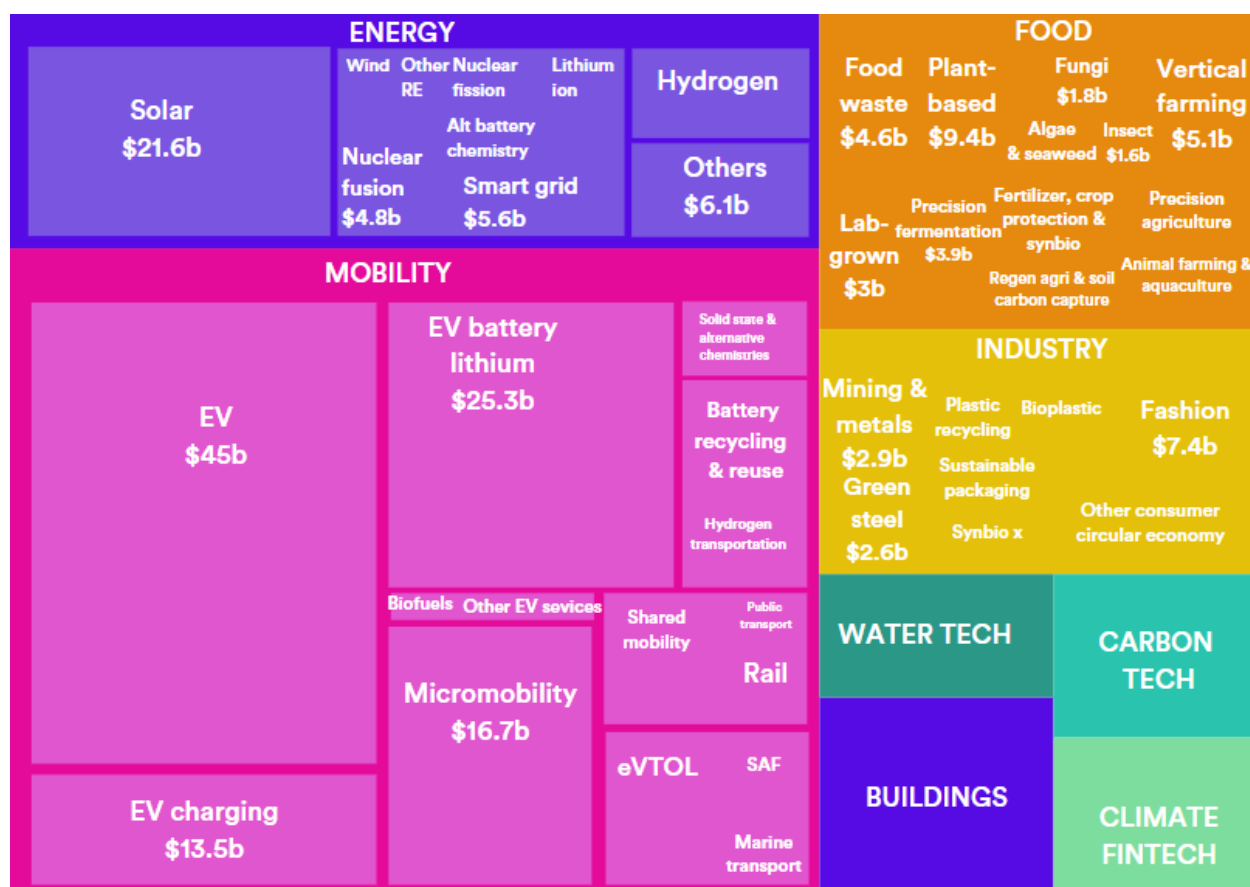 ENERGY
Solar
$21.6b
Wind
Other
RE
Nuclear
fission
Lithium
ion
Alt battery
chemistry
Nuclear
fusion
$4.8b
Smart grid
$5.6b
Hydrogen
Others
$6.1b
MOBILITY
EV
$45b
EV charging
$13.5b
EV battery
lithium
$25.3b
Solid state &
alternative
chemistries
Battery
recycling
& reuse
Hydrogen
transportation
Biofuels
Other EV sevices
Micromobility
$16.7b
Shared
mobility
Public
transport
Rail
eVTOL
SAF
Marine
transport
FOOD
Food
waste
$4.6b
Plant-
based
$9.4b
Fungi
$1.8b
Vertical
farming
$5.1b
Algae
& seaweed
Insect
$1.6b
Lab-
grown
$3b
Precision
fermentation
$3.9b
Fertilizer, crop
protection &
synbio
Precision
agriculture
Regen agri & soil
carbon capture
Animal farming &
aquaculture
INDUSTRY
Mining &
metals
$2.9b
Plastic
recycling
Bioplastic
Fashion
$7.4b
Green
steel
$2.6b
Sustainable
packaging
Synbio x
Other consumer
circular economy
WATER TECH
CARBON
TECH
BUILDINGS
CLIMATE
FINTECH